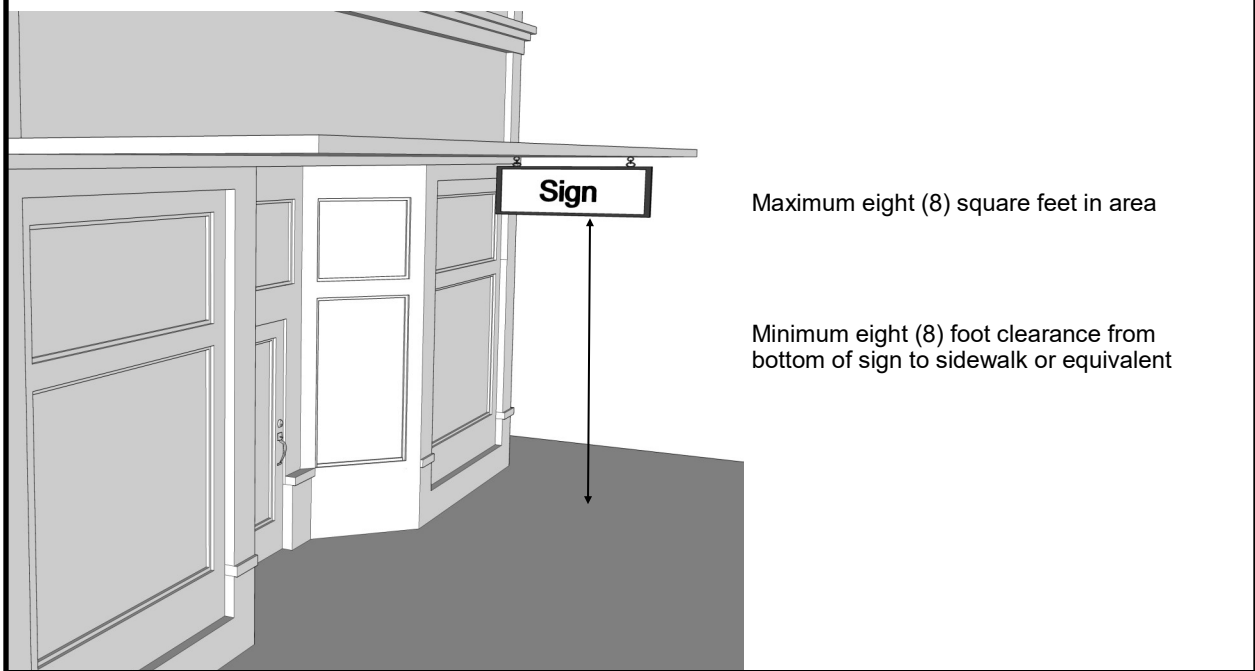 Sign
Maximum eight (8) square feet in area
Minimum eight (8) foot clearance from
bottom of sign to sidewalk or equivalent